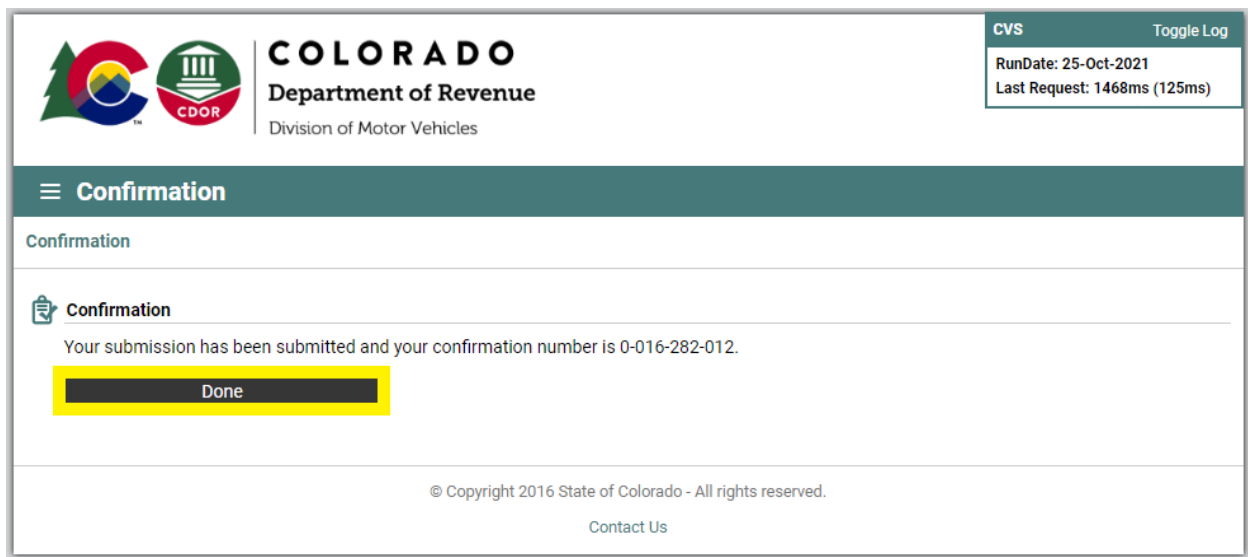 COLORADO
Department of Revenue
Division of Motor Vehicles
CDOR
TM
CVS Toggle Log
RunDate: 25-Oct-2021
Last Request: 1468ms (125ms)
Confirmation
Confirmation
Confirmation
Your submission has been submitted and your confirmation number is 0-016-282-012.
Done
© Copyright 2016 State of Colorado - All rights reserved.
Contact Us